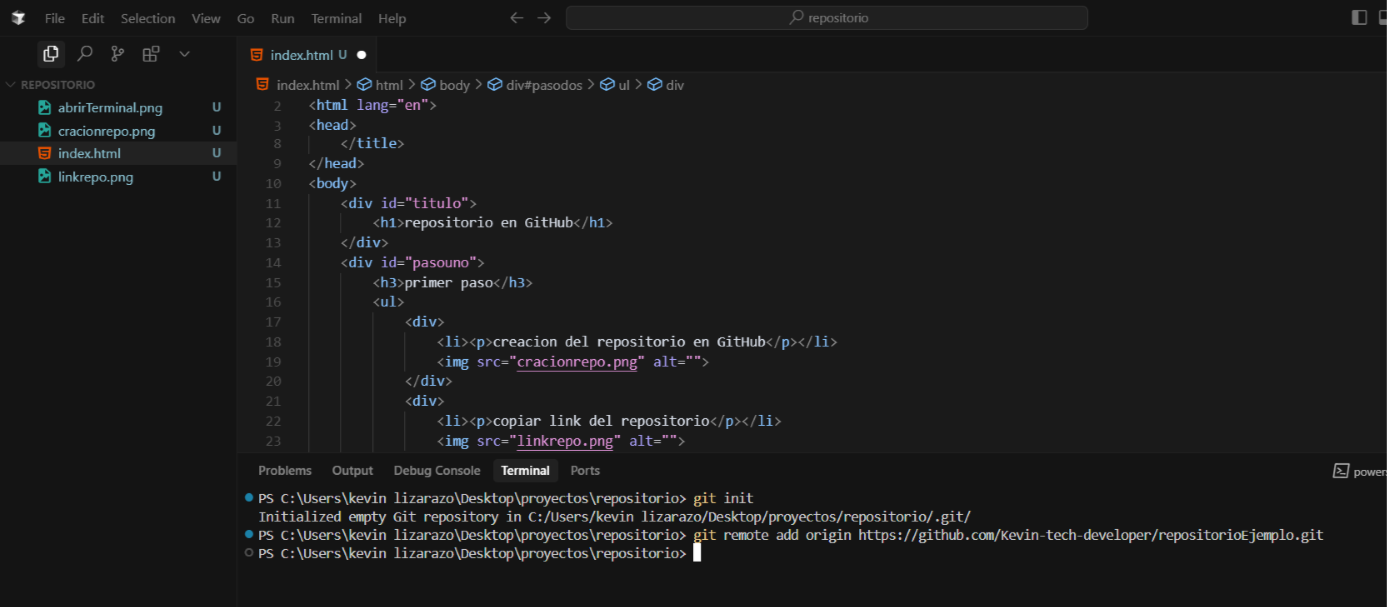 File Edit Selection View Go Run Terminal Help
repositorio
index.html U
REPOSITORIO
abrirTerminal.png U
cracionrepo.png U
index.html U
linkrepo.png U
index.html > html > body > div#pasodos > ul > div
2 <html lang="en">
3 <head>
8 </title>
9 </head>
10 <body>
11 <div id="titulo">
12 <h1>repositorio en GitHub</h1>
13 </div>
14 <div id="pasouno">
15 <h3>primer paso</h3>
16 <ul>
17 <div>
18 <li><p>creacion del repositorio en GitHub</p></li>
19 <img src="cracionrepo.png" alt="">
20 </div>
21 <div>
22 <li><p>copiar link del repositorio</p></li>
23 <img src="linkrepo.png" alt="">
Problems Output Debug Console Terminal Ports
power
PS C:\Users\kevin lizarazo\Desktop\proyectos\repositorio> git init
Initialized empty Git repository in C:/Users/kevin lizarazo/Desktop/proyectos/repositorio/.git/
PS C:\Users\kevin lizarazo\Desktop\proyectos\repositorio> git remote add origin https://github.com/Kevin-tech-developer/repositorioEjemplo.git
PS C:\Users\kevin lizarazo\Desktop\proyectos\repositorio>